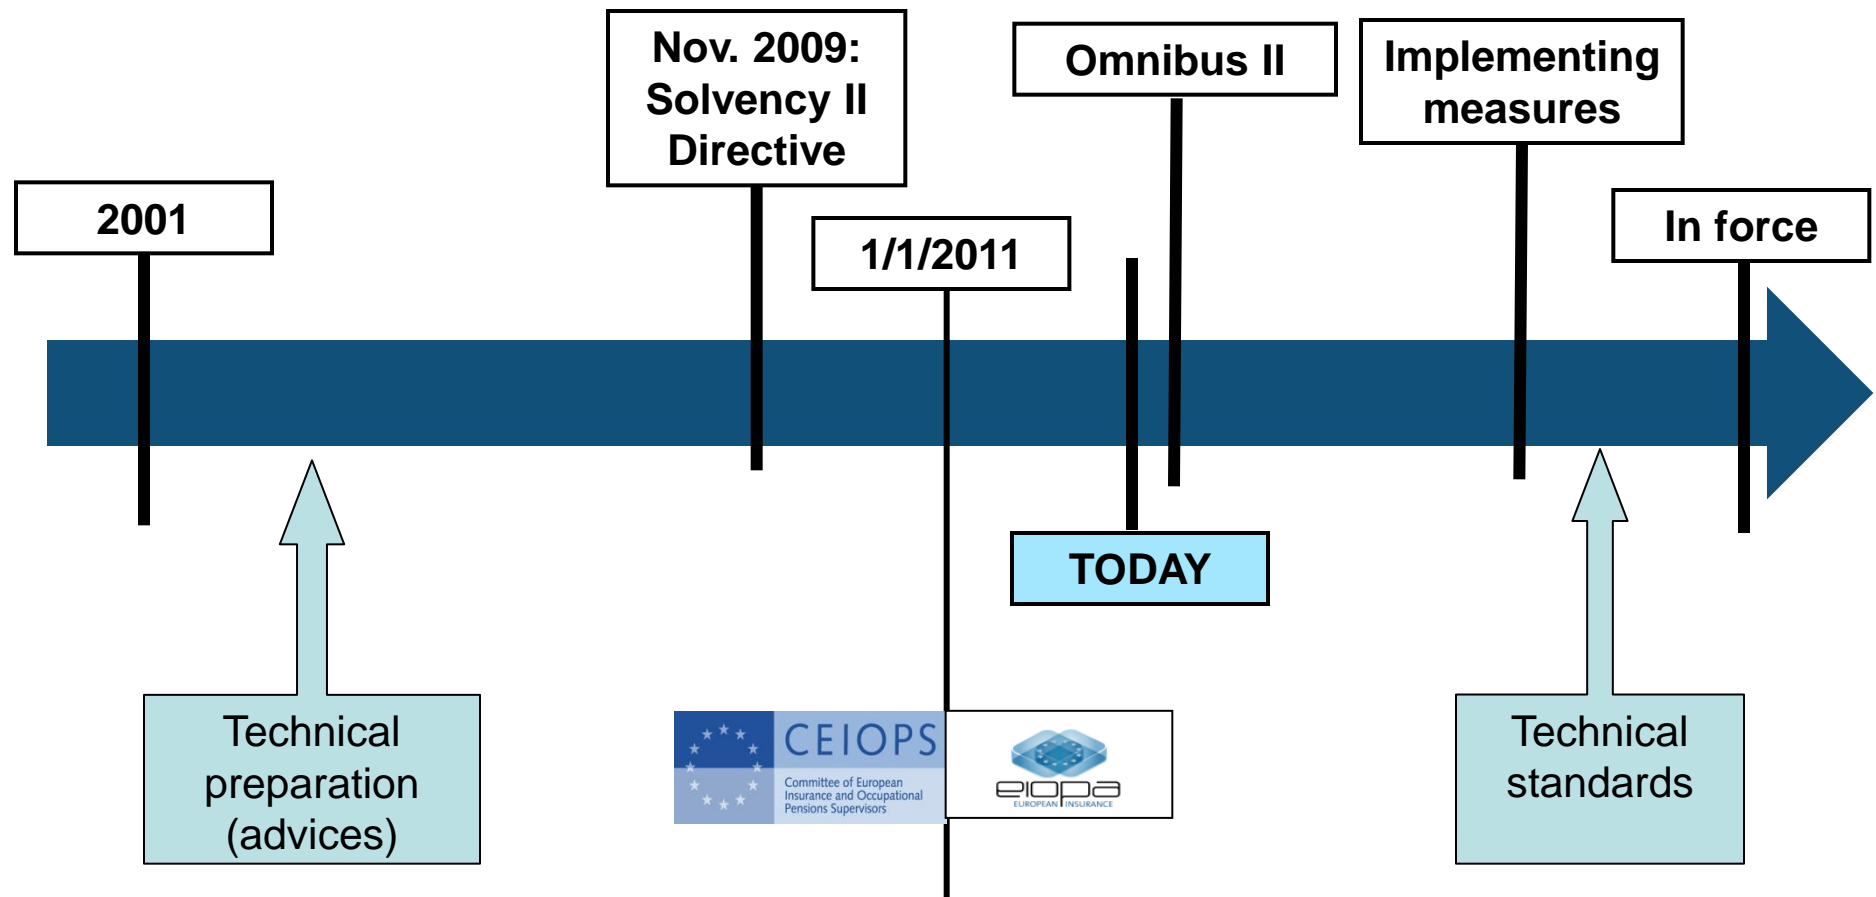 Nov. 2009:
Solvency II
Directive
Omnibus II
Implementing
measures
2001
1/1/2011
In force
TODAY
Technical
preparation
(advices)
CEIOPS
Committee of European
Insurance and Occupational
Pensions Supervisors
eiopa
EUROPEAN INSURANCE
Technical
standards